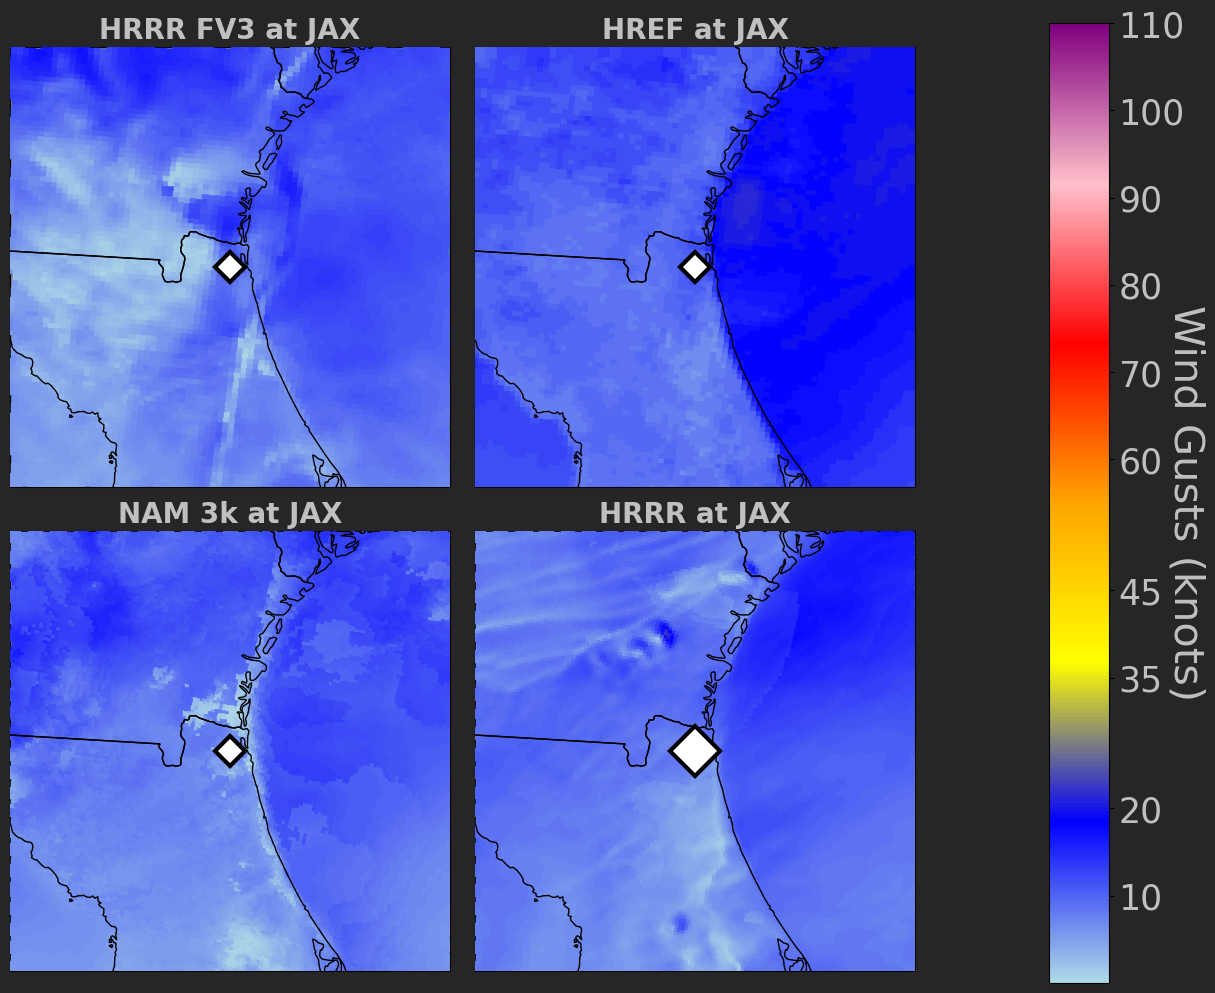 HRRR FV3 at JAX
HREF at JAX
NAM 3k at JAX
HRRR at JAX
110
100
90
80
70
60
45
35
20
10
Wind Gusts (knots)